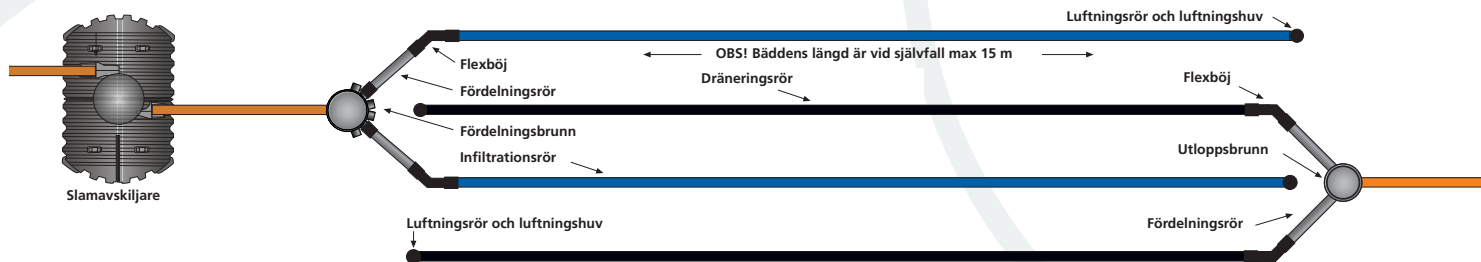 Luftningsrör och luftningshuv
OBS! Bäddens längd är vid självfall max 15 m
Flexböj
Dräneringsrör
Flexböj
Fördelningsrör
Fördelningsbrunn
Utloppsbrunn
Infiltrationsrör
Slamavskiljare
Luftningsrör och luftningshuv
Fördelningsrör